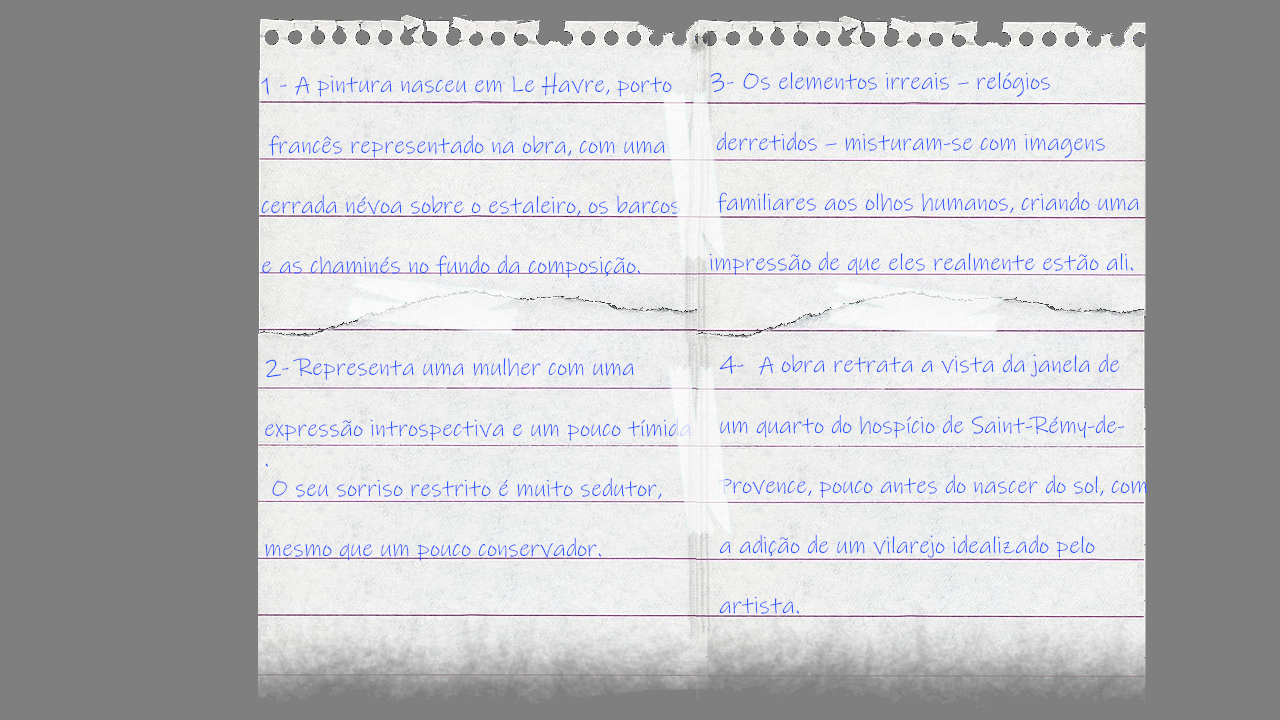 1 - A pintura nasceu em Le Havre, porto
francês representado na obra, com uma
cerrada névoa sobre o estaleiro, os barcos
e as chaminés no fundo da composição.
2- Representa uma mulher com uma
expressão introspectiva e um pouco tímida
.
O seu sorriso restrito é muito sedutor,
mesmo que um pouco conservador.
3- Os elementos irreais – relógios
derretidos – misturam-se com imagens
familiares aos olhos humanos, criando uma
impressão de que eles realmente estão ali.
4- A obra retrata a vista da janela de
um quarto do hospício de Saint-Rémy-de-
Provence, pouco antes do nascer do sol, com
a adição de um vilarejo idealizado pelo
artista.